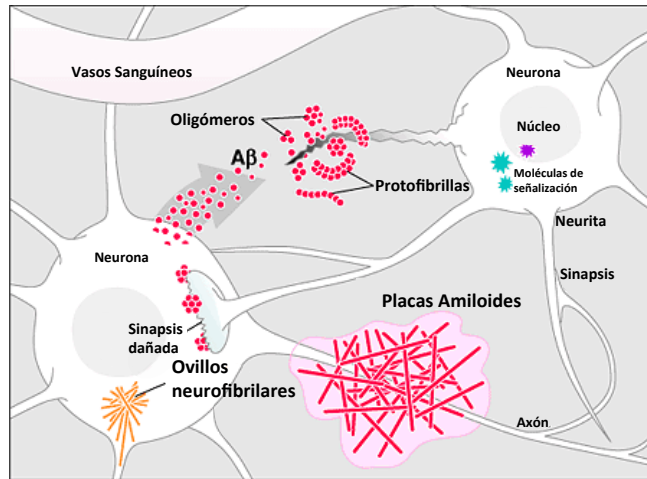 Vasos Sanguíneos
Neurona
Oligómeros
Núcleo
Aβ
Moléculas de
señalización
Protofibrillas
Neurita
Neurona
Sinapsis
Placas Amiloides
Sinapsis
dañada
Ovillos
neurofibrilares
Axón